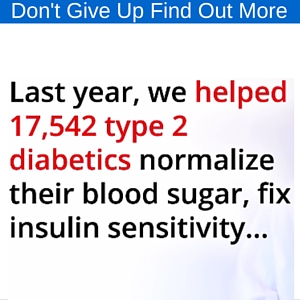 Don't Give Up Find Out More
Last year, we helped
17,542 type 2
diabetics normalize
their blood sugar, fix
insulin sensitivity...